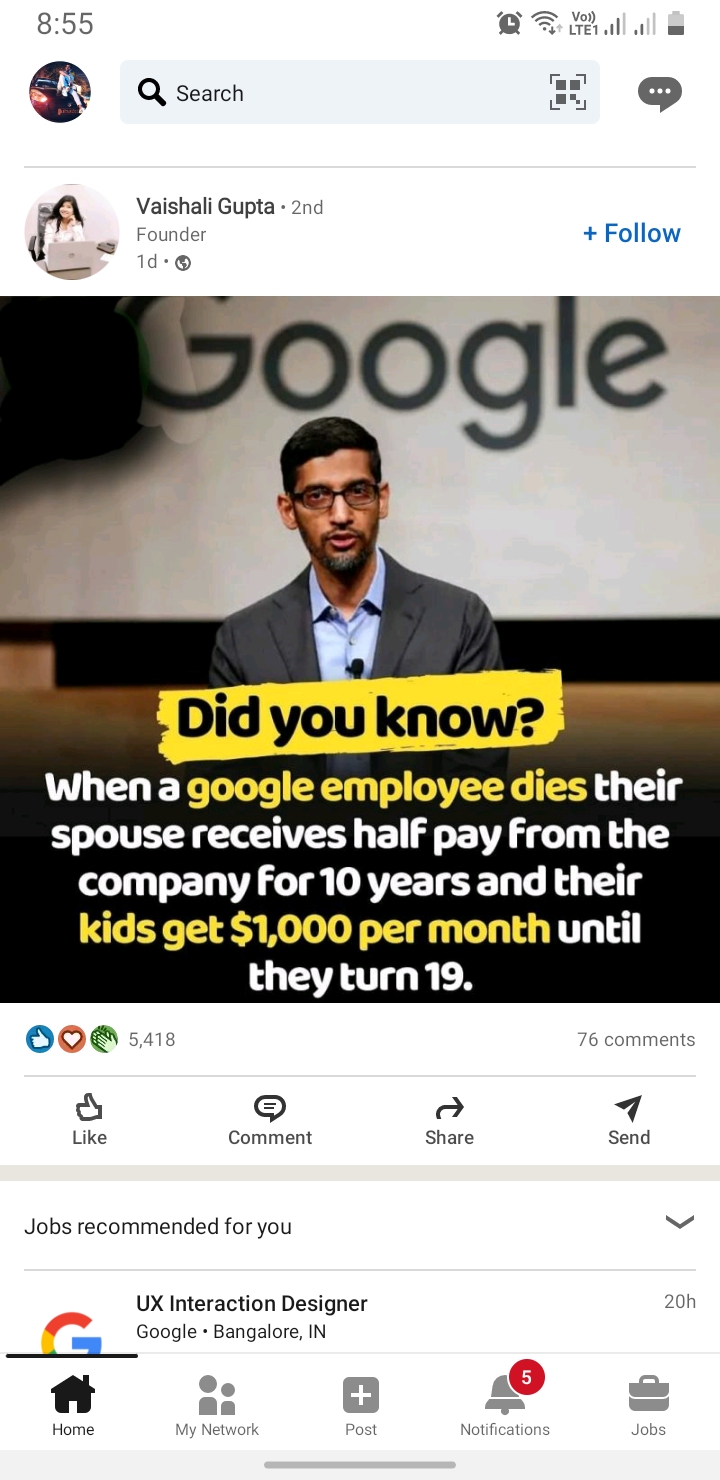 8:55
Vo))
LTE1
Search
Vaishali Gupta • 2nd
Founder
1d •
+ Follow
Google
Did you know?
When a google employee dies their
spouse receives half pay from the
company for 10 years and their
kids get $1,000 per month until
they turn 19.
5,418
76 comments
Like
Comment
Share
Send
Jobs recommended for you
UX Interaction Designer
20h
Google • Bangalore, IN
5
Home
My Network
Post
Notifications
Jobs